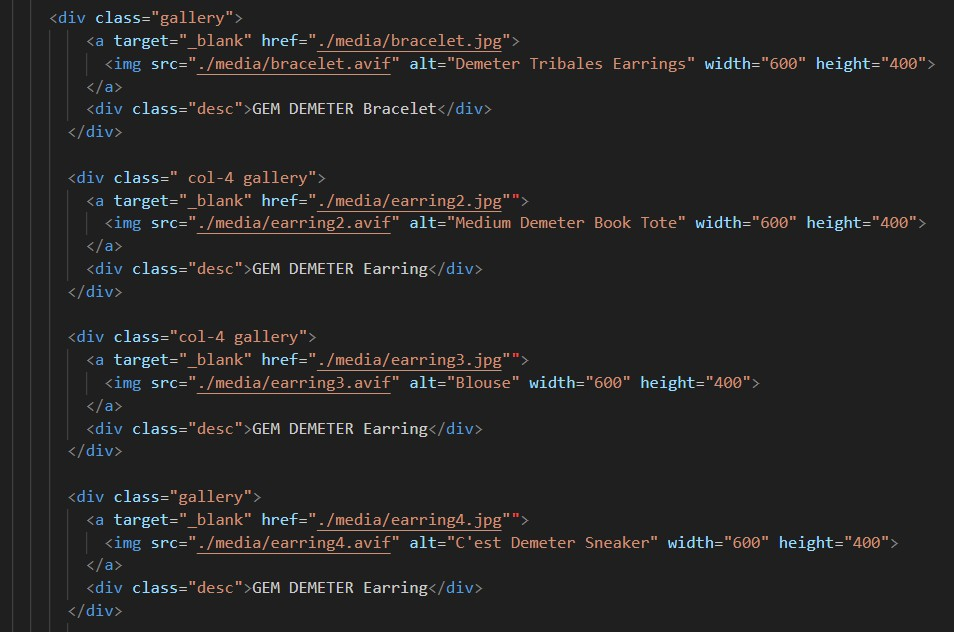 <div class="gallery">
<a target="_blank" href="./media/bracelet.jpg">
<img src="./media/bracelet.avif" alt="Demeter Tribales Earrings" width="600" height="400">
</a>
<div class="desc">GEM DEMETER Bracelet</div>
</div>
<div class=" col-4 gallery">
<a target="_blank" href="./media/earring2.jpg"">
<img src="./media/earring2.avif" alt="Medium Demeter Book Tote" width="600" height="400">
</a>
<div class="desc">GEM DEMETER Earring</div>
</div>
<div class="col-4 gallery">
<a target="_blank" href="./media/earring3.jpg"">
<img src="./media/earring3.avif" alt="Blouse" width="600" height="400">
</a>
<div class="desc">GEM DEMETER Earring</div>
</div>
<div class="gallery">
<a target="_blank" href="./media/earring4.jpg"">
<img src="./media/earring4.avif" alt="C'est Demeter Sneaker" width="600" height="400">
</a>
<div class="desc">GEM DEMETER Earring</div>
</div>